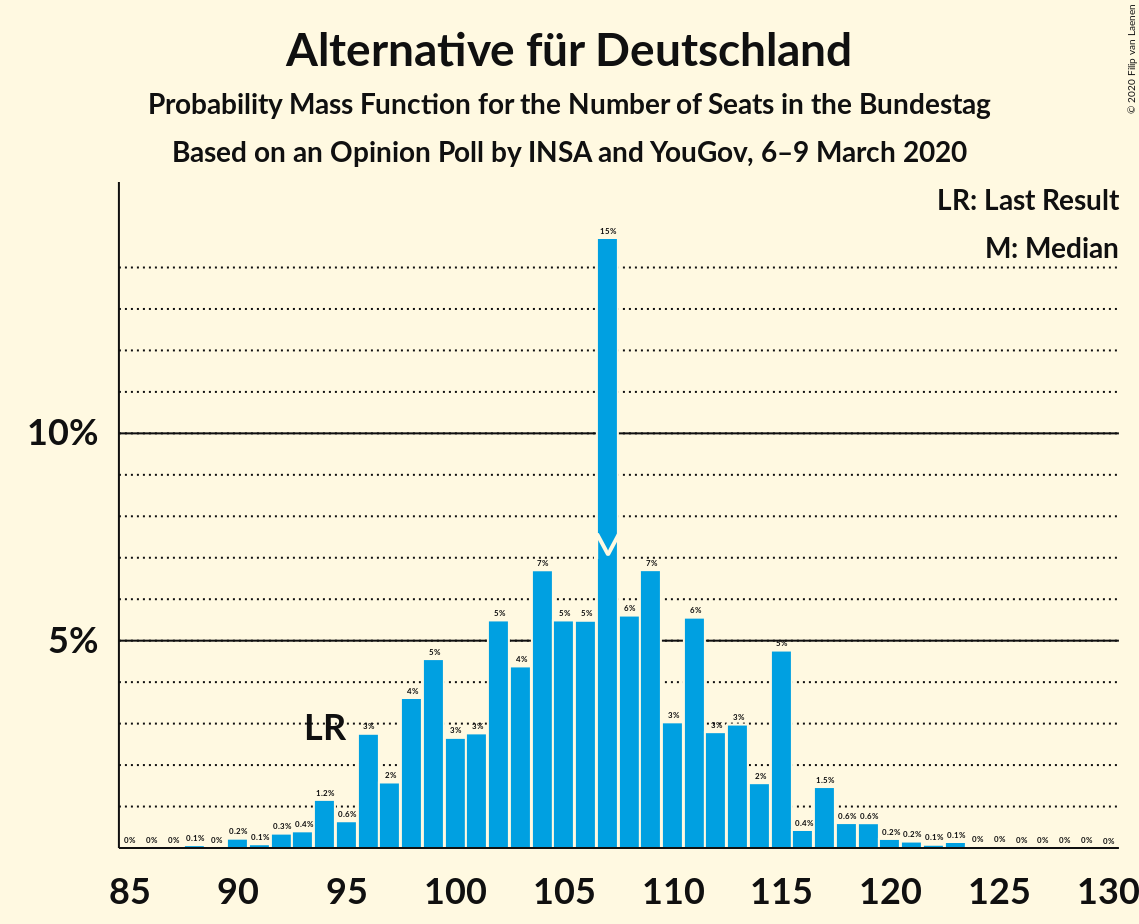 Alternative für Deutschland
Probability Mass Function for the Number of Seats in the Bundestag
Based on an Opinion Poll by INSA and YouGov, 6–9 March 2020
© 2020 Filip van Laenen
LR: Last Result
M: Median
10%
5%
LR
0% 0% 0% 0.1% 0% 0.2% 0.1% 0.3% 0.4% 1.2% 0.6% 3% 2% 4% 5% 3% 3% 5% 4% 7% 5% 5% 15% 6% 7% 3% 6% 3% 3% 2% 5% 0.4% 1.5% 0.6% 0.6% 0.2% 0.2% 0.1% 0.1% 0% 0% 0% 0% 0% 0% 0%
85 90 95 100 105 110 115 120 125 130